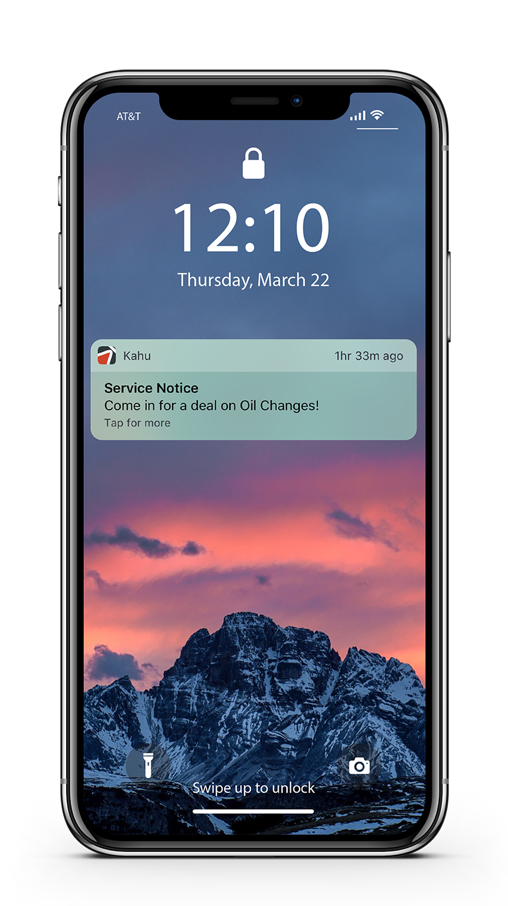 AT&T
12:10
Thursday, March 22
Kahu
1hr 33m ago
Service Notice
Come in for a deal on Oil Changes!
Tap for more
Swipe up to unlock